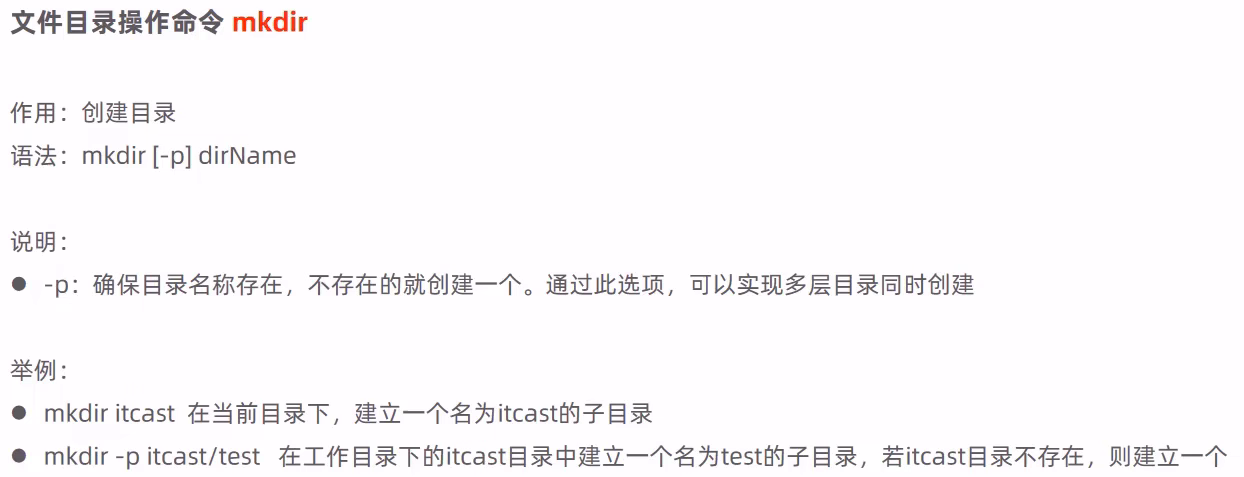 文件目录操作命令 mkdir
作用：创建目录
语法：mkdir [-p] dirName
说明：
● -p：确保目录名称存在，不存在的就创建一个。通过此选项，可以实现多层目录同时创建
举例：
● mkdir itcast 在当前目录下，建立一个名为itcast的子目录
● mkdir -p itcast/test 在工作目录下的itcast目录中建立一个名为test的子目录，若itcast目录不存在，则建立一个